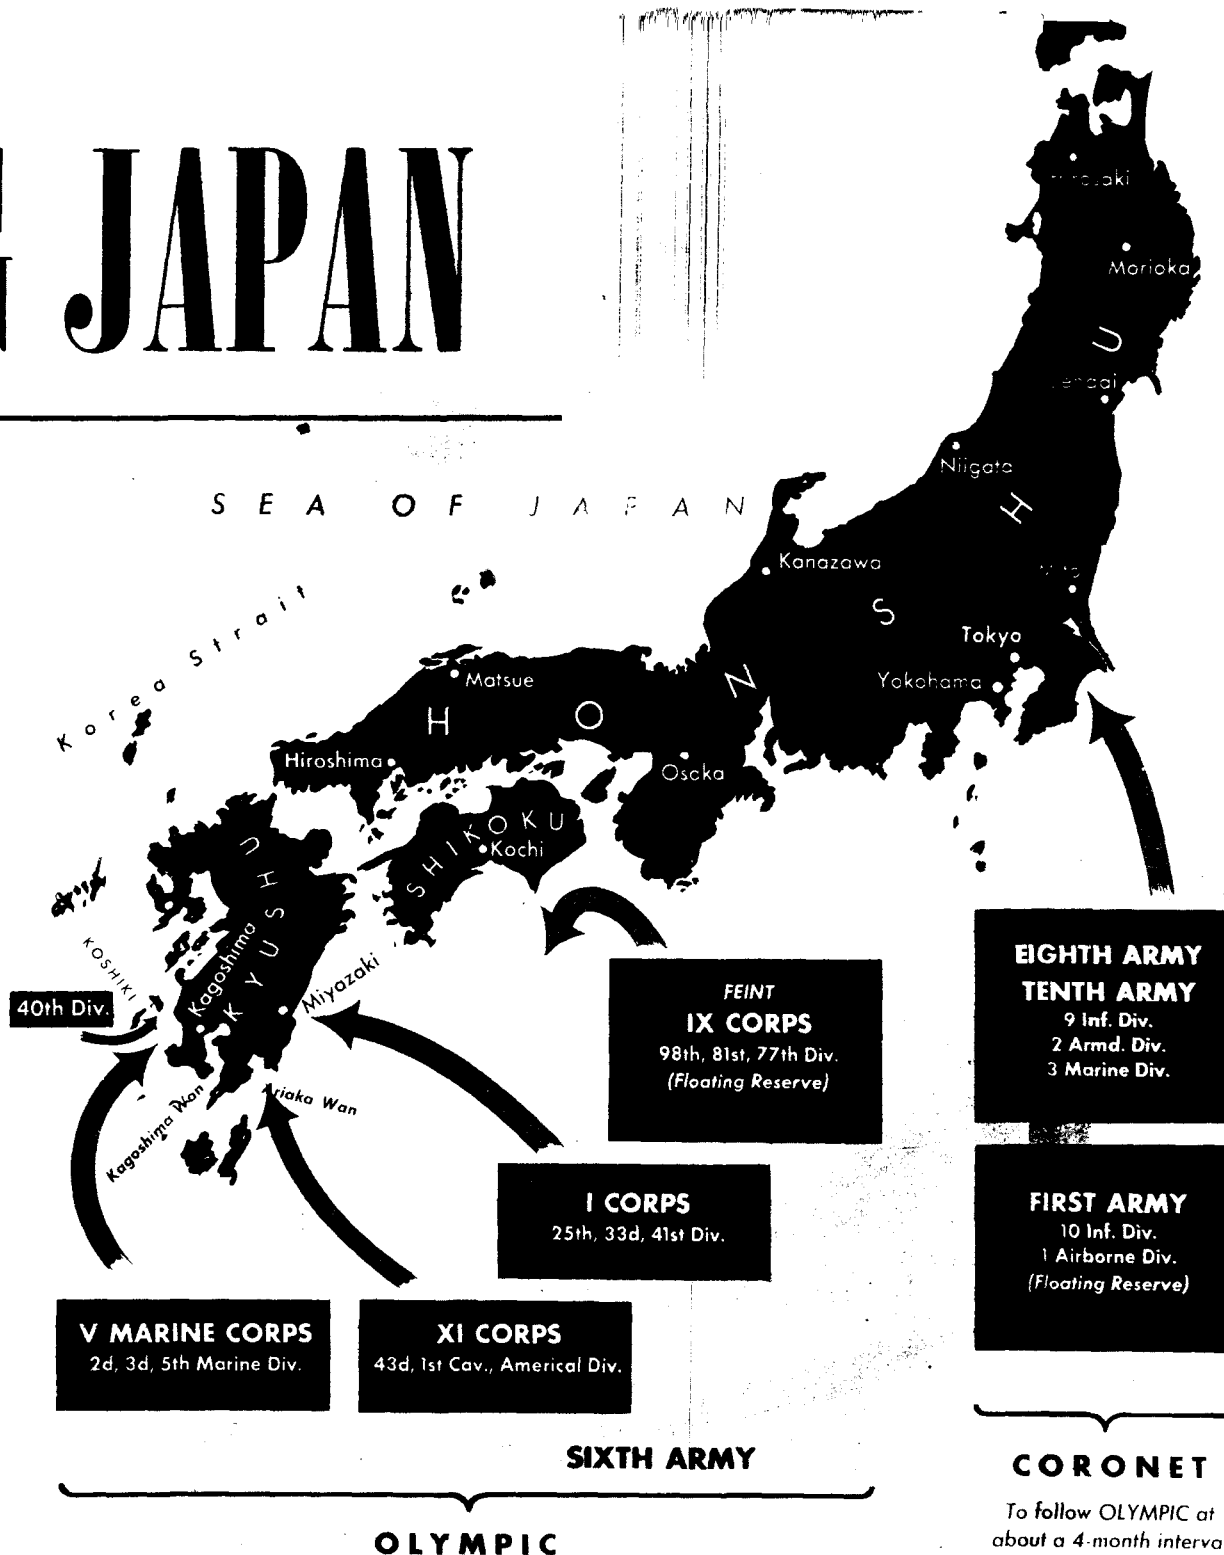 JAPAN
SEA OF JAPAN
Korea Strait
Morioka
Niigata
Kanazawa
Tokyo
Yokohama
Matsue
Hiroshima
Osaka
HONSHU
SHIKOKU
Kochi
KYUSHU
KOSHIKI
Kagoshima
Miyazaki
40th Div.
Kagoshima Wan
Ariaka Wan
FEINT
IX CORPS
98th, 81st, 77th Div.
(Floating Reserve)
EIGHTH ARMY
TENTH ARMY
9 Inf. Div.
2 Armd. Div.
3 Marine Div.
I CORPS
25th, 33d, 41st Div.
FIRST ARMY
10 Inf. Div.
1 Airborne Div.
(Floating Reserve)
V MARINE CORPS
2d, 3d, 5th Marine Div.
XI CORPS
43d, 1st Cav., Americal Div.
SIXTH ARMY
OLYMPIC
CORONET
To follow OLYMPIC at
about a 4-month interva